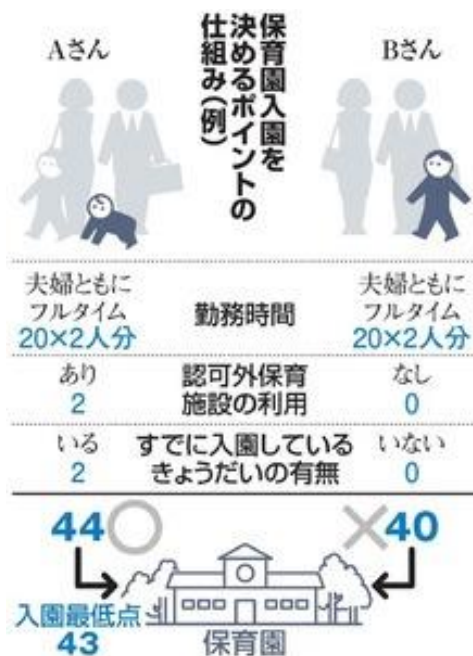 保育園入園を
決めるポイントの
仕組み(例)
Aさん
Bさん
夫婦ともに
フルタイム
20×2人分
勤務時間
夫婦ともに
フルタイム
20×2人分
あり
2
認可外保育
施設の利用
なし
0
いる
2
すでに入園している
きょうだいの有無
いない
0
44
40
入園最低点
43
保育園